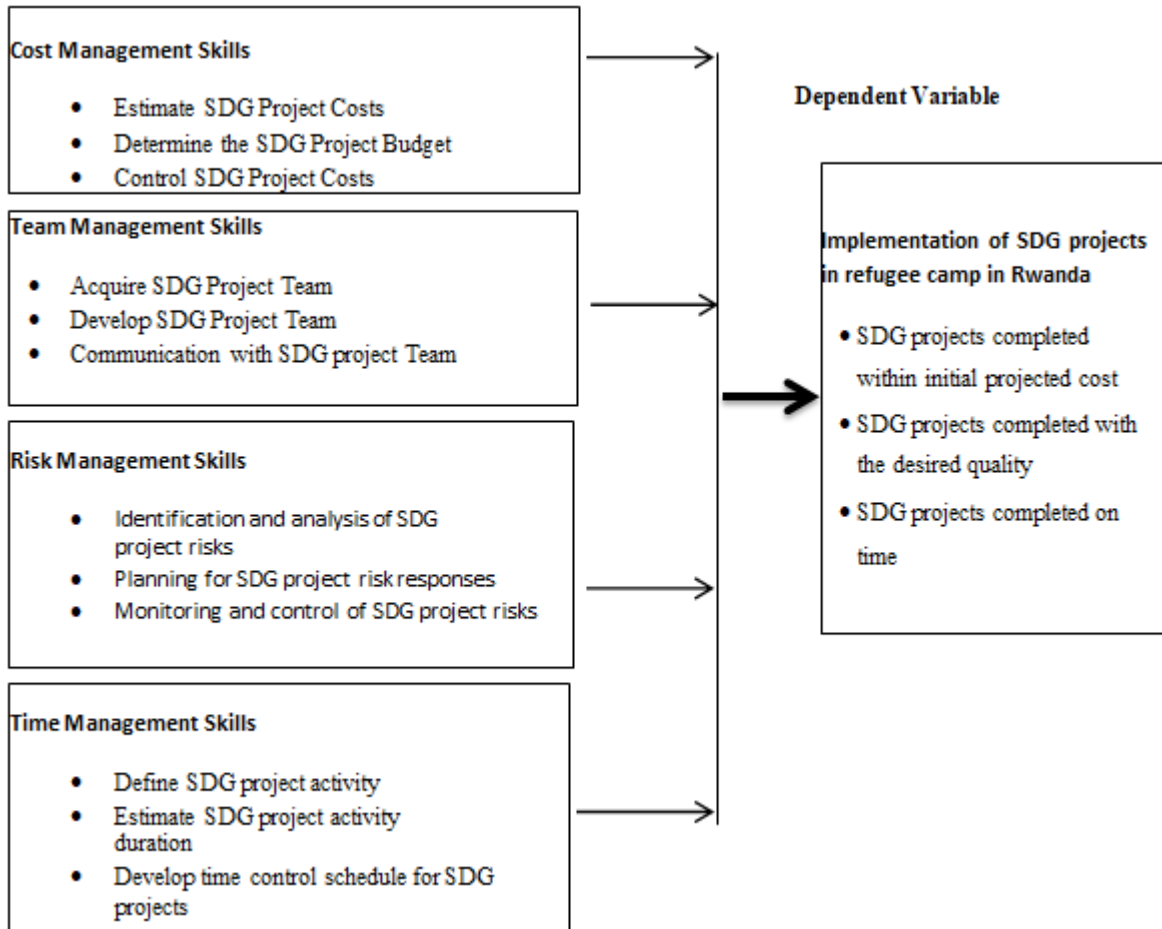 Cost Management Skills
• Estimate SDG Project Costs
• Determine the SDG Project Budget
• Control SDG Project Costs
Team Management Skills
• Acquire SDG Project Team
• Develop SDG Project Team
• Communication with SDG project Team
Risk Management Skills
• Identification and analysis of SDG
project risks
• Planning for SDG project risk responses
• Monitoring and control of SDG project risks
Time Management Skills
• Define SDG project activity
• Estimate SDG project activity
duration
• Develop time control schedule for SDG
projects
Dependent Variable
Implementation of SDG projects
in refugee camp in Rwanda
• SDG projects completed
within initial projected cost
• SDG projects completed with
the desired quality
• SDG projects completed on
time